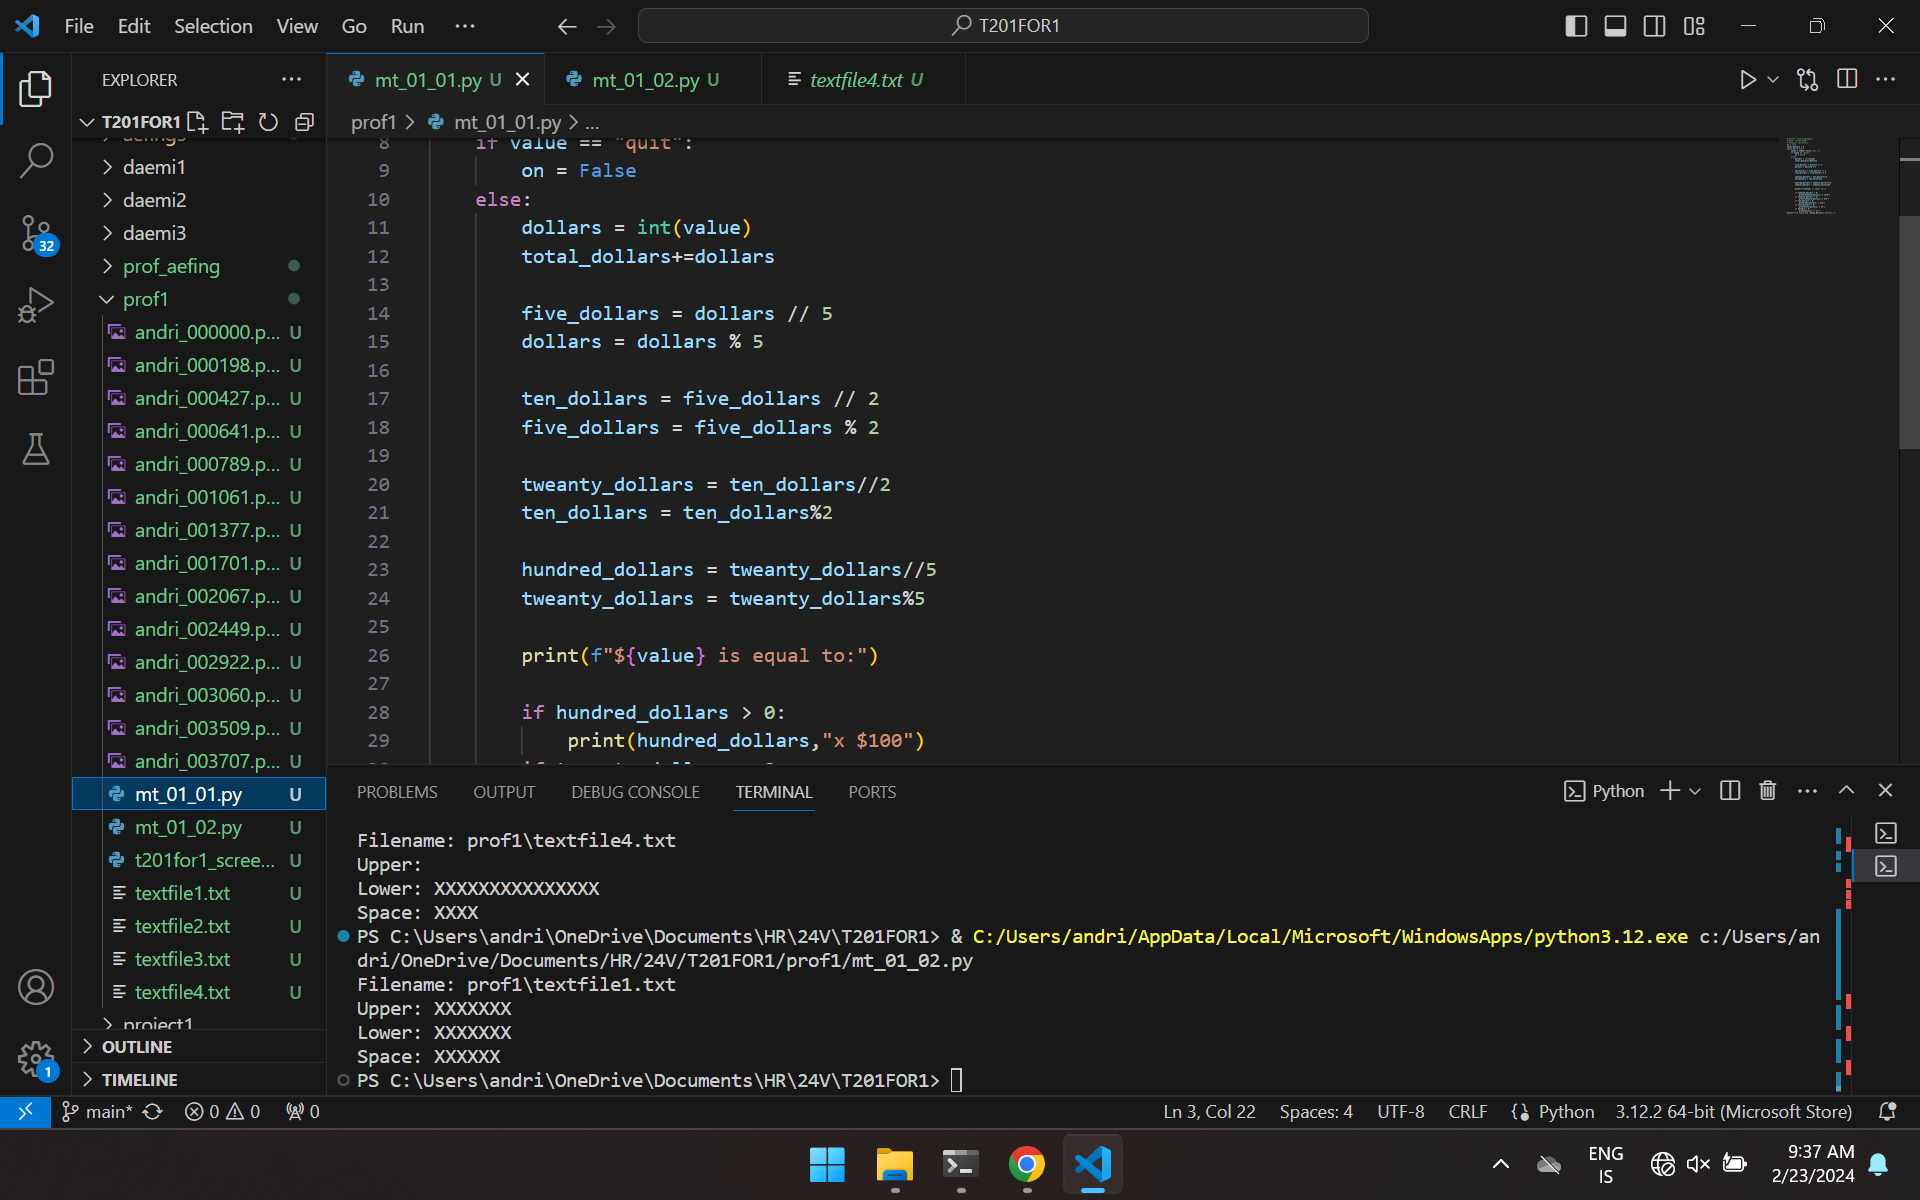 File Edit Selection View Go Run ···
T201FOR1
EXPLORER
T201FOR1
daemi1
daemi2
daemi3
prof_aefing
prof1
andri_000000.p... U
andri_000198.p... U
andri_000427.p... U
andri_000641.p... U
andri_000789.p... U
andri_001061.p... U
andri_001377.p... U
andri_001701.p... U
andri_002067.p... U
andri_002449.p... U
andri_002922.p... U
andri_003060.p... U
andri_003509.p... U
andri_003707.p... U
mt_01_01.py U
mt_01_02.py U
t201for1_scree... U
textfile1.txt U
textfile2.txt U
textfile3.txt U
textfile4.txt U
project1
OUTLINE
TIMELINE
32
1
mt_01_01.py U
mt_01_02.py U
textfile4.txt U
prof1 > mt_01_01.py > ...
8 if value == "quit":
9 on = False
10 else:
11 dollars = int(value)
12 total_dollars+=dollars
13
14 five_dollars = dollars // 5
15 dollars = dollars % 5
16
17 ten_dollars = five_dollars // 2
18 five_dollars = five_dollars % 2
19
20 tweanty_dollars = ten_dollars//2
21 ten_dollars = ten_dollars%2
22
23 hundred_dollars = tweanty_dollars//5
24 tweanty_dollars = tweanty_dollars%5
25
26 print(f"${value} is equal to:")
27
28 if hundred_dollars > 0:
29 print(hundred_dollars,"x $100")
PROBLEMS OUTPUT DEBUG CONSOLE TERMINAL PORTS
Python
Filename: prof1\textfile4.txt
Upper:
Lower: XXXXXXXXXXXXXXX
Space: XXXX
PS C:\Users\andri\OneDrive\Documents\HR\24V\T201FOR1> & C:/Users/andri/AppData/Local/Microsoft/WindowsApps/python3.12.exe c:/Users/an
dri/OneDrive/Documents/HR/24V/T201FOR1/prof1/mt_01_02.py
Filename: prof1\textfile1.txt
Upper: XXXXXXX
Lower: XXXXXXX
Space: XXXXXX
PS C:\Users\andri\OneDrive\Documents\HR\24V\T201FOR1>
main* 0 0 0
Ln 3, Col 22 Spaces: 4 UTF-8 CRLF Python 3.12.2 64-bit (Microsoft Store)
ENG
IS
9:37 AM
2/23/2024